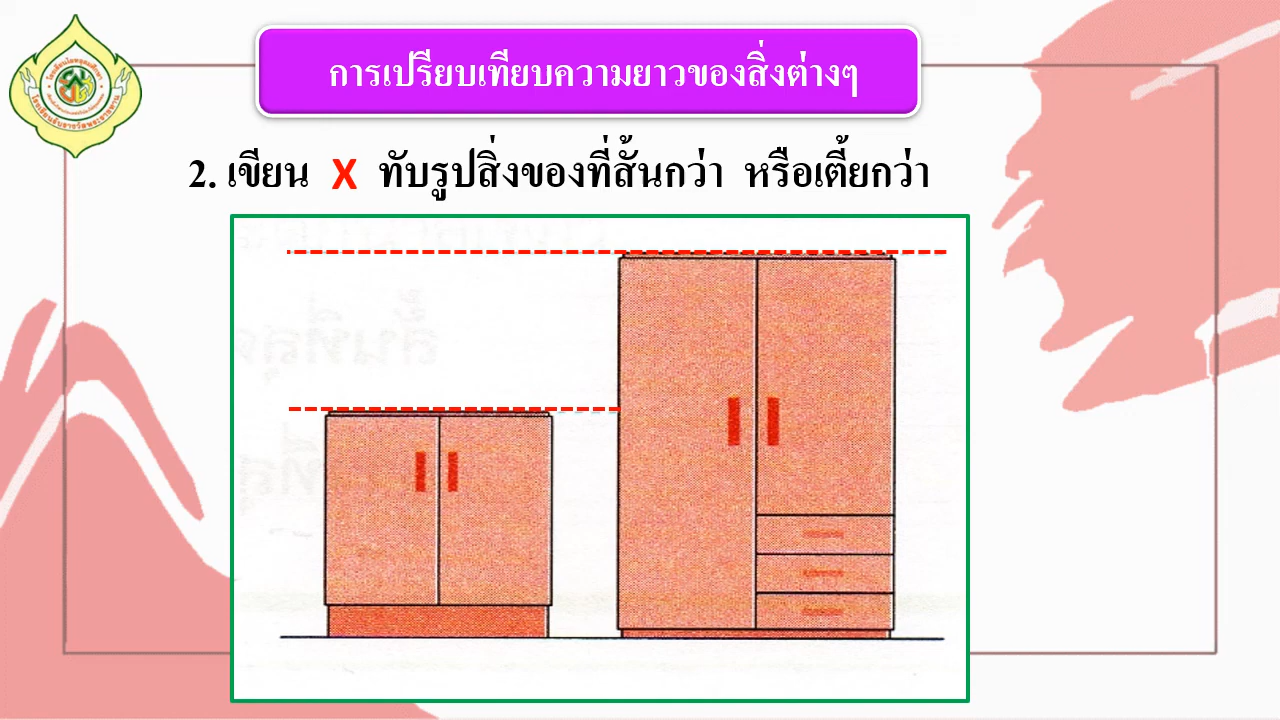 การเปรียบเทียบความยาวของสิ่งต่างๆ
2. เขียน X ทับรูปสิ่งของที่สั้นกว่า หรือเตี้ยกว่า